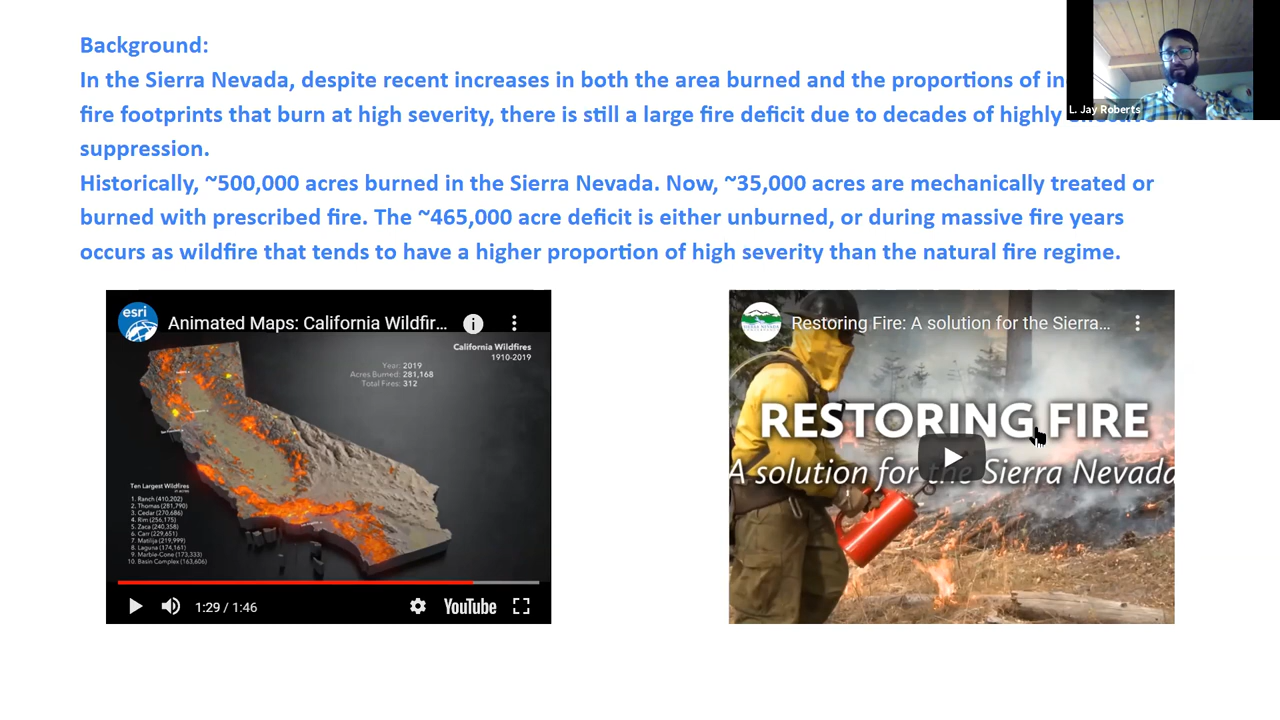 Background:
In the Sierra Nevada, despite recent increases in both the area burned and the proportions of in
fire footprints that burn at high severity, there is still a large fire deficit due to decades of highly
suppression.
Historically, ~500,000 acres burned in the Sierra Nevada. Now, ~35,000 acres are mechanically treated or
burned with prescribed fire. The ~465,000 acre deficit is either unburned, or during massive fire years
occurs as wildfire that tends to have a higher proportion of high severity than the natural fire regime.
L. Jay Roberts
esri
Animated Maps: California Wildfir...
California Wildfires
1910-2019
Year: 2019
Acres Burned: 281,168
Total Fires: 312
Ten Largest Wildfires
in acres
1. Ranch (410,202)
2. Thomas (281,790)
3. Cedar (270,686)
4. Rim (256,175)
5. Zaca (240,358)
6. Carr (229,651)
7. Matilija (219,999)
8. Laguna (174,161)
9. Marble-Cone (173,333)
10. Basin Complex (163,606)
1:29 / 1:46
YouTube
Restoring Fire: A solution for the Sierra...
RESTORING FIRE
A solution for the Sierra Nevada